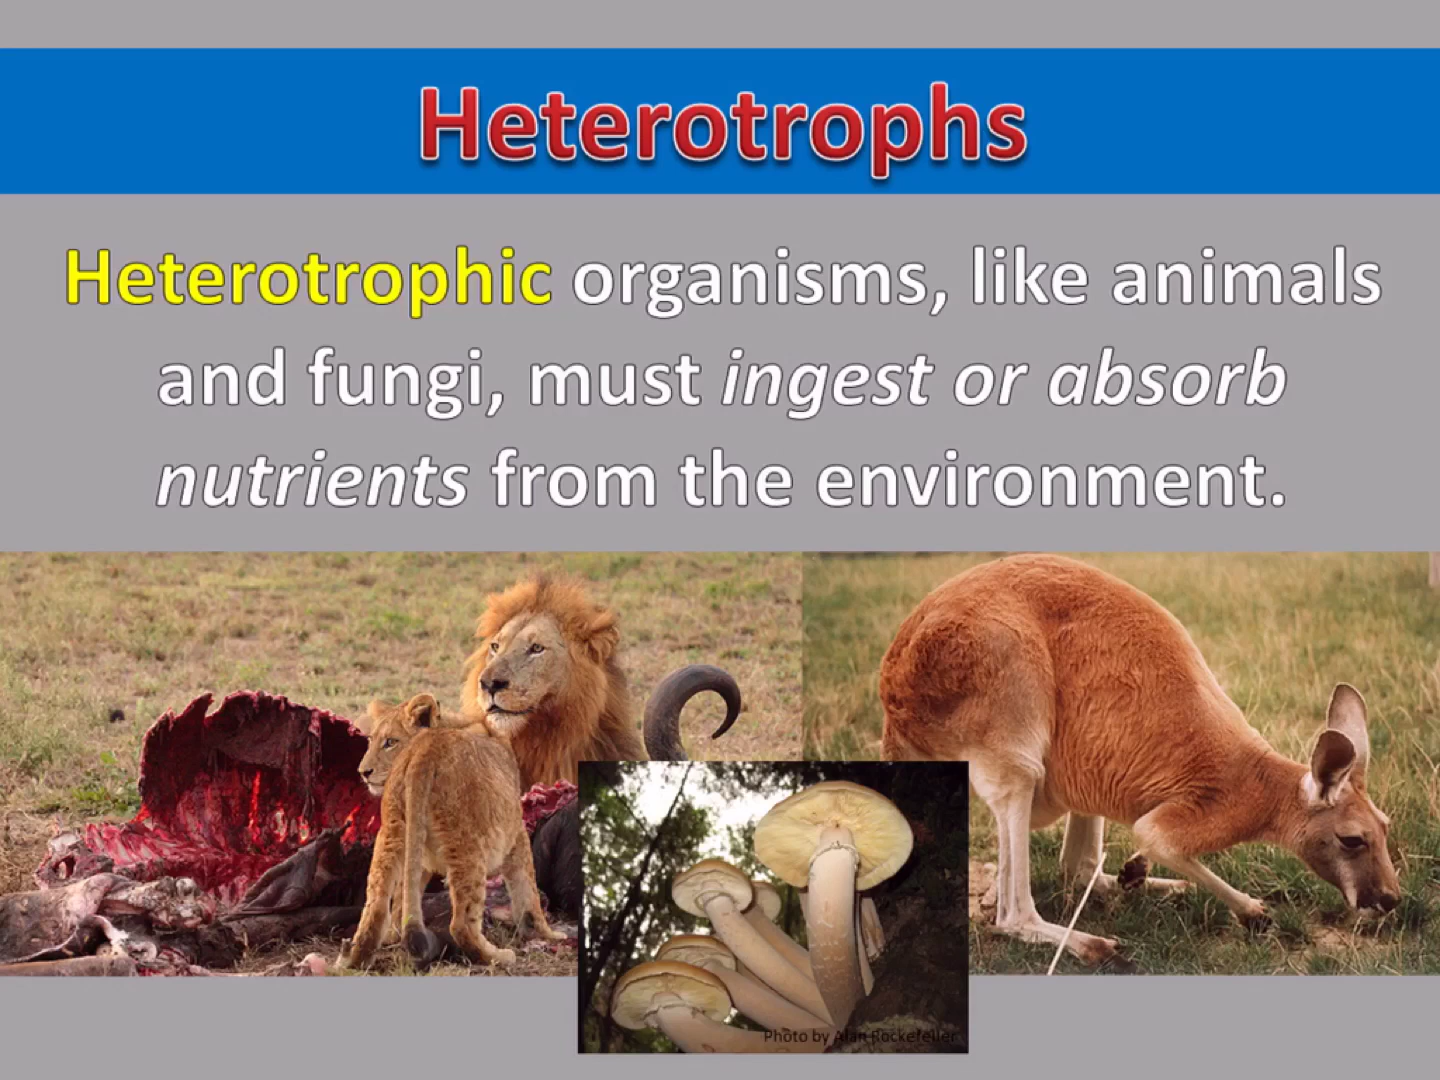 Heterotrophs
Heterotrophic organisms, like animals
and fungi, must ingest or absorb
nutrients from the environment.
Photo by Alan Rockefeller